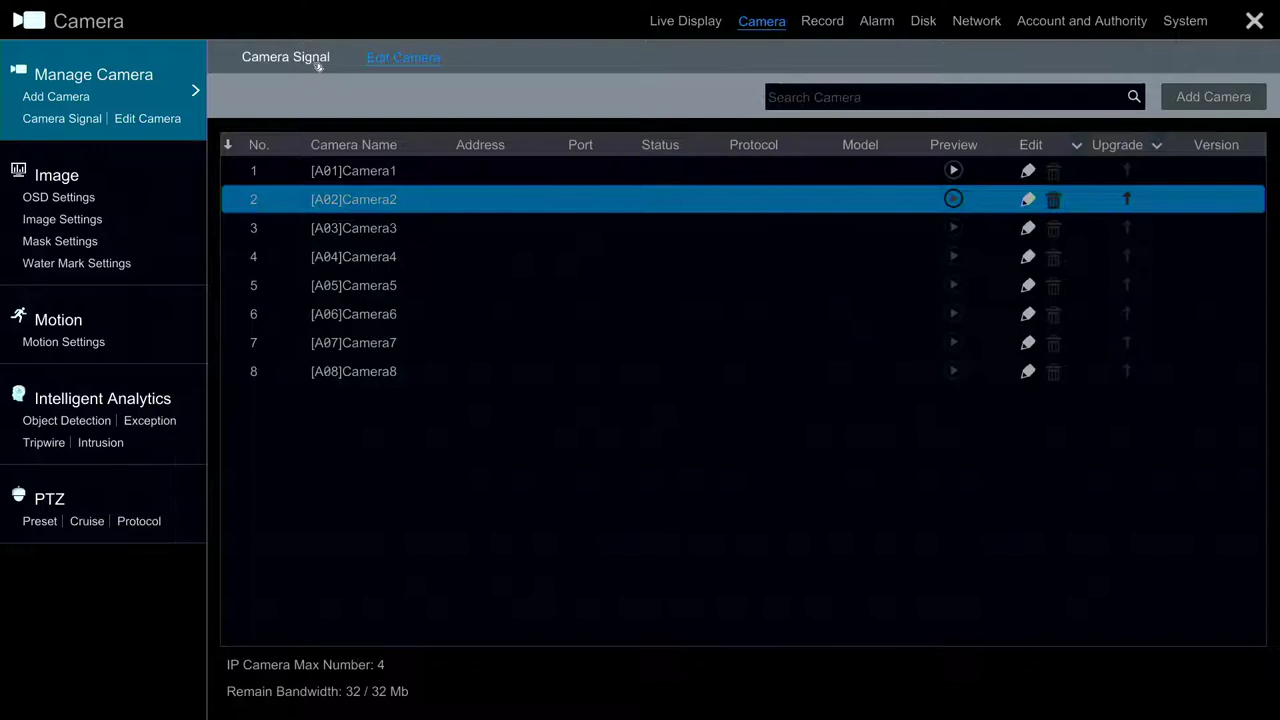 Camera
Live Display Camera Record Alarm Disk Network Account and Authority System
Manage Camera
Add Camera
Camera Signal | Edit Camera
Image
OSD Settings
Image Settings
Mask Settings
Water Mark Settings
Motion
Motion Settings
Intelligent Analytics
Object Detection | Exception
Tripwire | Intrusion
PTZ
Preset | Cruise | Protocol
Camera Signal Edit Camera
Search Camera Add Camera
No. Camera Name Address Port Status Protocol Model Preview Edit Upgrade Version
1 [A01]Camera1
2 [A02]Camera2
3 [A03]Camera3
4 [A04]Camera4
5 [A05]Camera5
6 [A06]Camera6
7 [A07]Camera7
8 [A08]Camera8
IP Camera Max Number: 4
Remain Bandwidth: 32 / 32 Mb